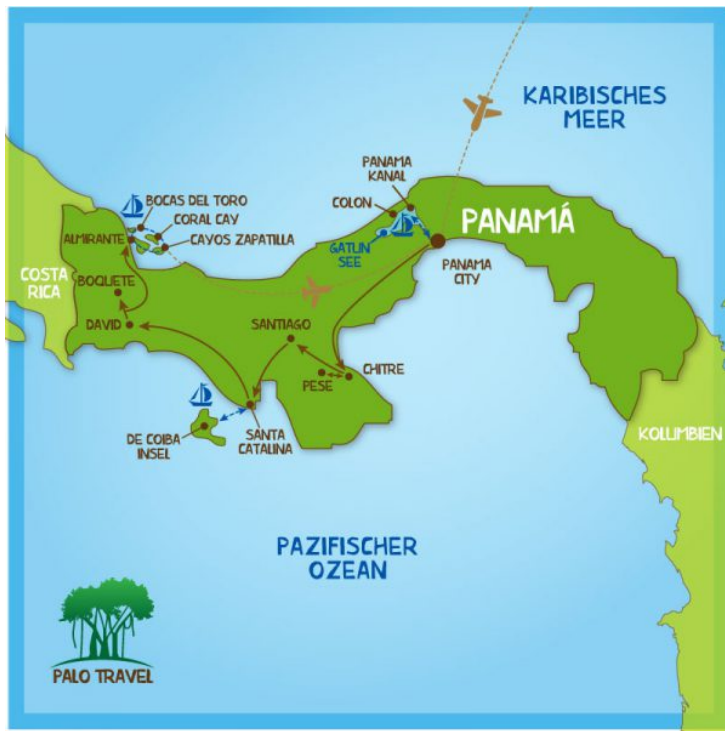 KARIBISCHES
MEER
PANAMA
KANAL
BOCAS DEL TORO
COLON
CORAL CAY
PANAMÁ
ALMIRANTE
CAYOS ZAPATILLA
GATLIN
SEE
COSTA
RICA
PANAMA
CITY
BOQUETE
DAVID
SANTIAGO
CHITRE
PESE
DE COIBA
INSEL
SANTA
CATALINA
KOLUMBIEN
PAZIFISCHER
OZEAN
PALO TRAVEL